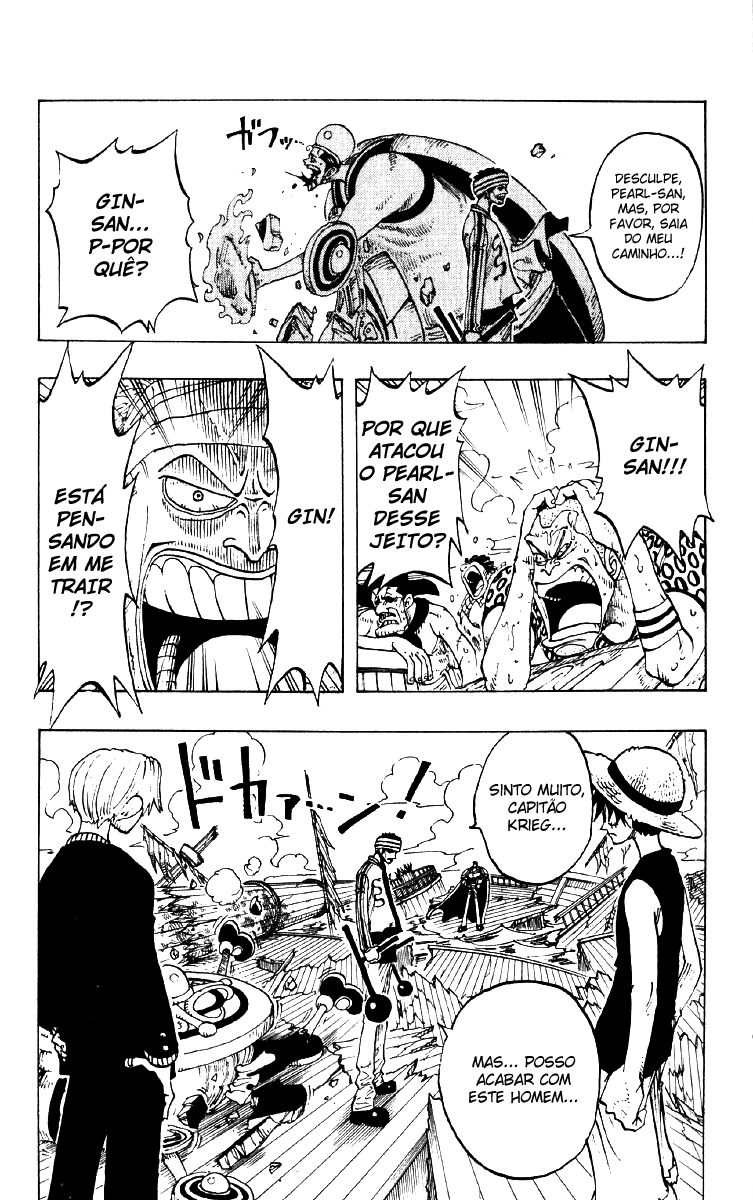 DESCULPE,
PEARL-SAN,
MAS, POR
FAVOR, SAIA
DO MEU
CAMINHO...!
ガフッ
GIN-
SAN...
P-POR
QUÊ?
GIN-
SAN!!!
POR QUE
ATACOU
O PEARL-
SAN
DESSE
JEITO?
GIN!
ESTÁ
PEN-
SANDO
EM ME
TRAIR
!?
ドカァーン!
SINTO MUITO,
CAPITÃO
KRIEG...
MAS... POSSO
ACABAR COM
ESTE HOMEM...